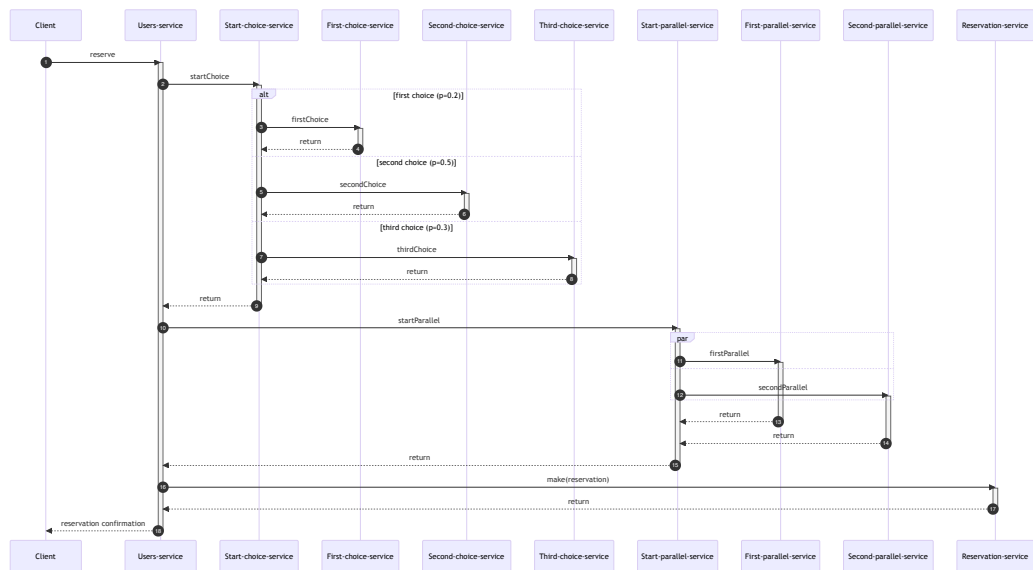 Client Users-service Start-choice-service First-choice-service Second-choice-service Third-choice-service Start-parallel-service First-parallel-service Second-parallel-service Reservation-service
reserve
1
startChoice
2
alt [first choice (p=0.2)]
firstChoice
3
return
4
[second choice (p=0.5)]
secondChoice
5
return
6
[third choice (p=0.3)]
thirdChoice
7
return
8
return
9
startParallel
10
par
firstParallel
11
secondParallel
12
return
13
return
14
return
15
make(reservation)
16
return
17
reservation confirmation
18
Client Users-service Start-choice-service First-choice-service Second-choice-service Third-choice-service Start-parallel-service First-parallel-service Second-parallel-service Reservation-service